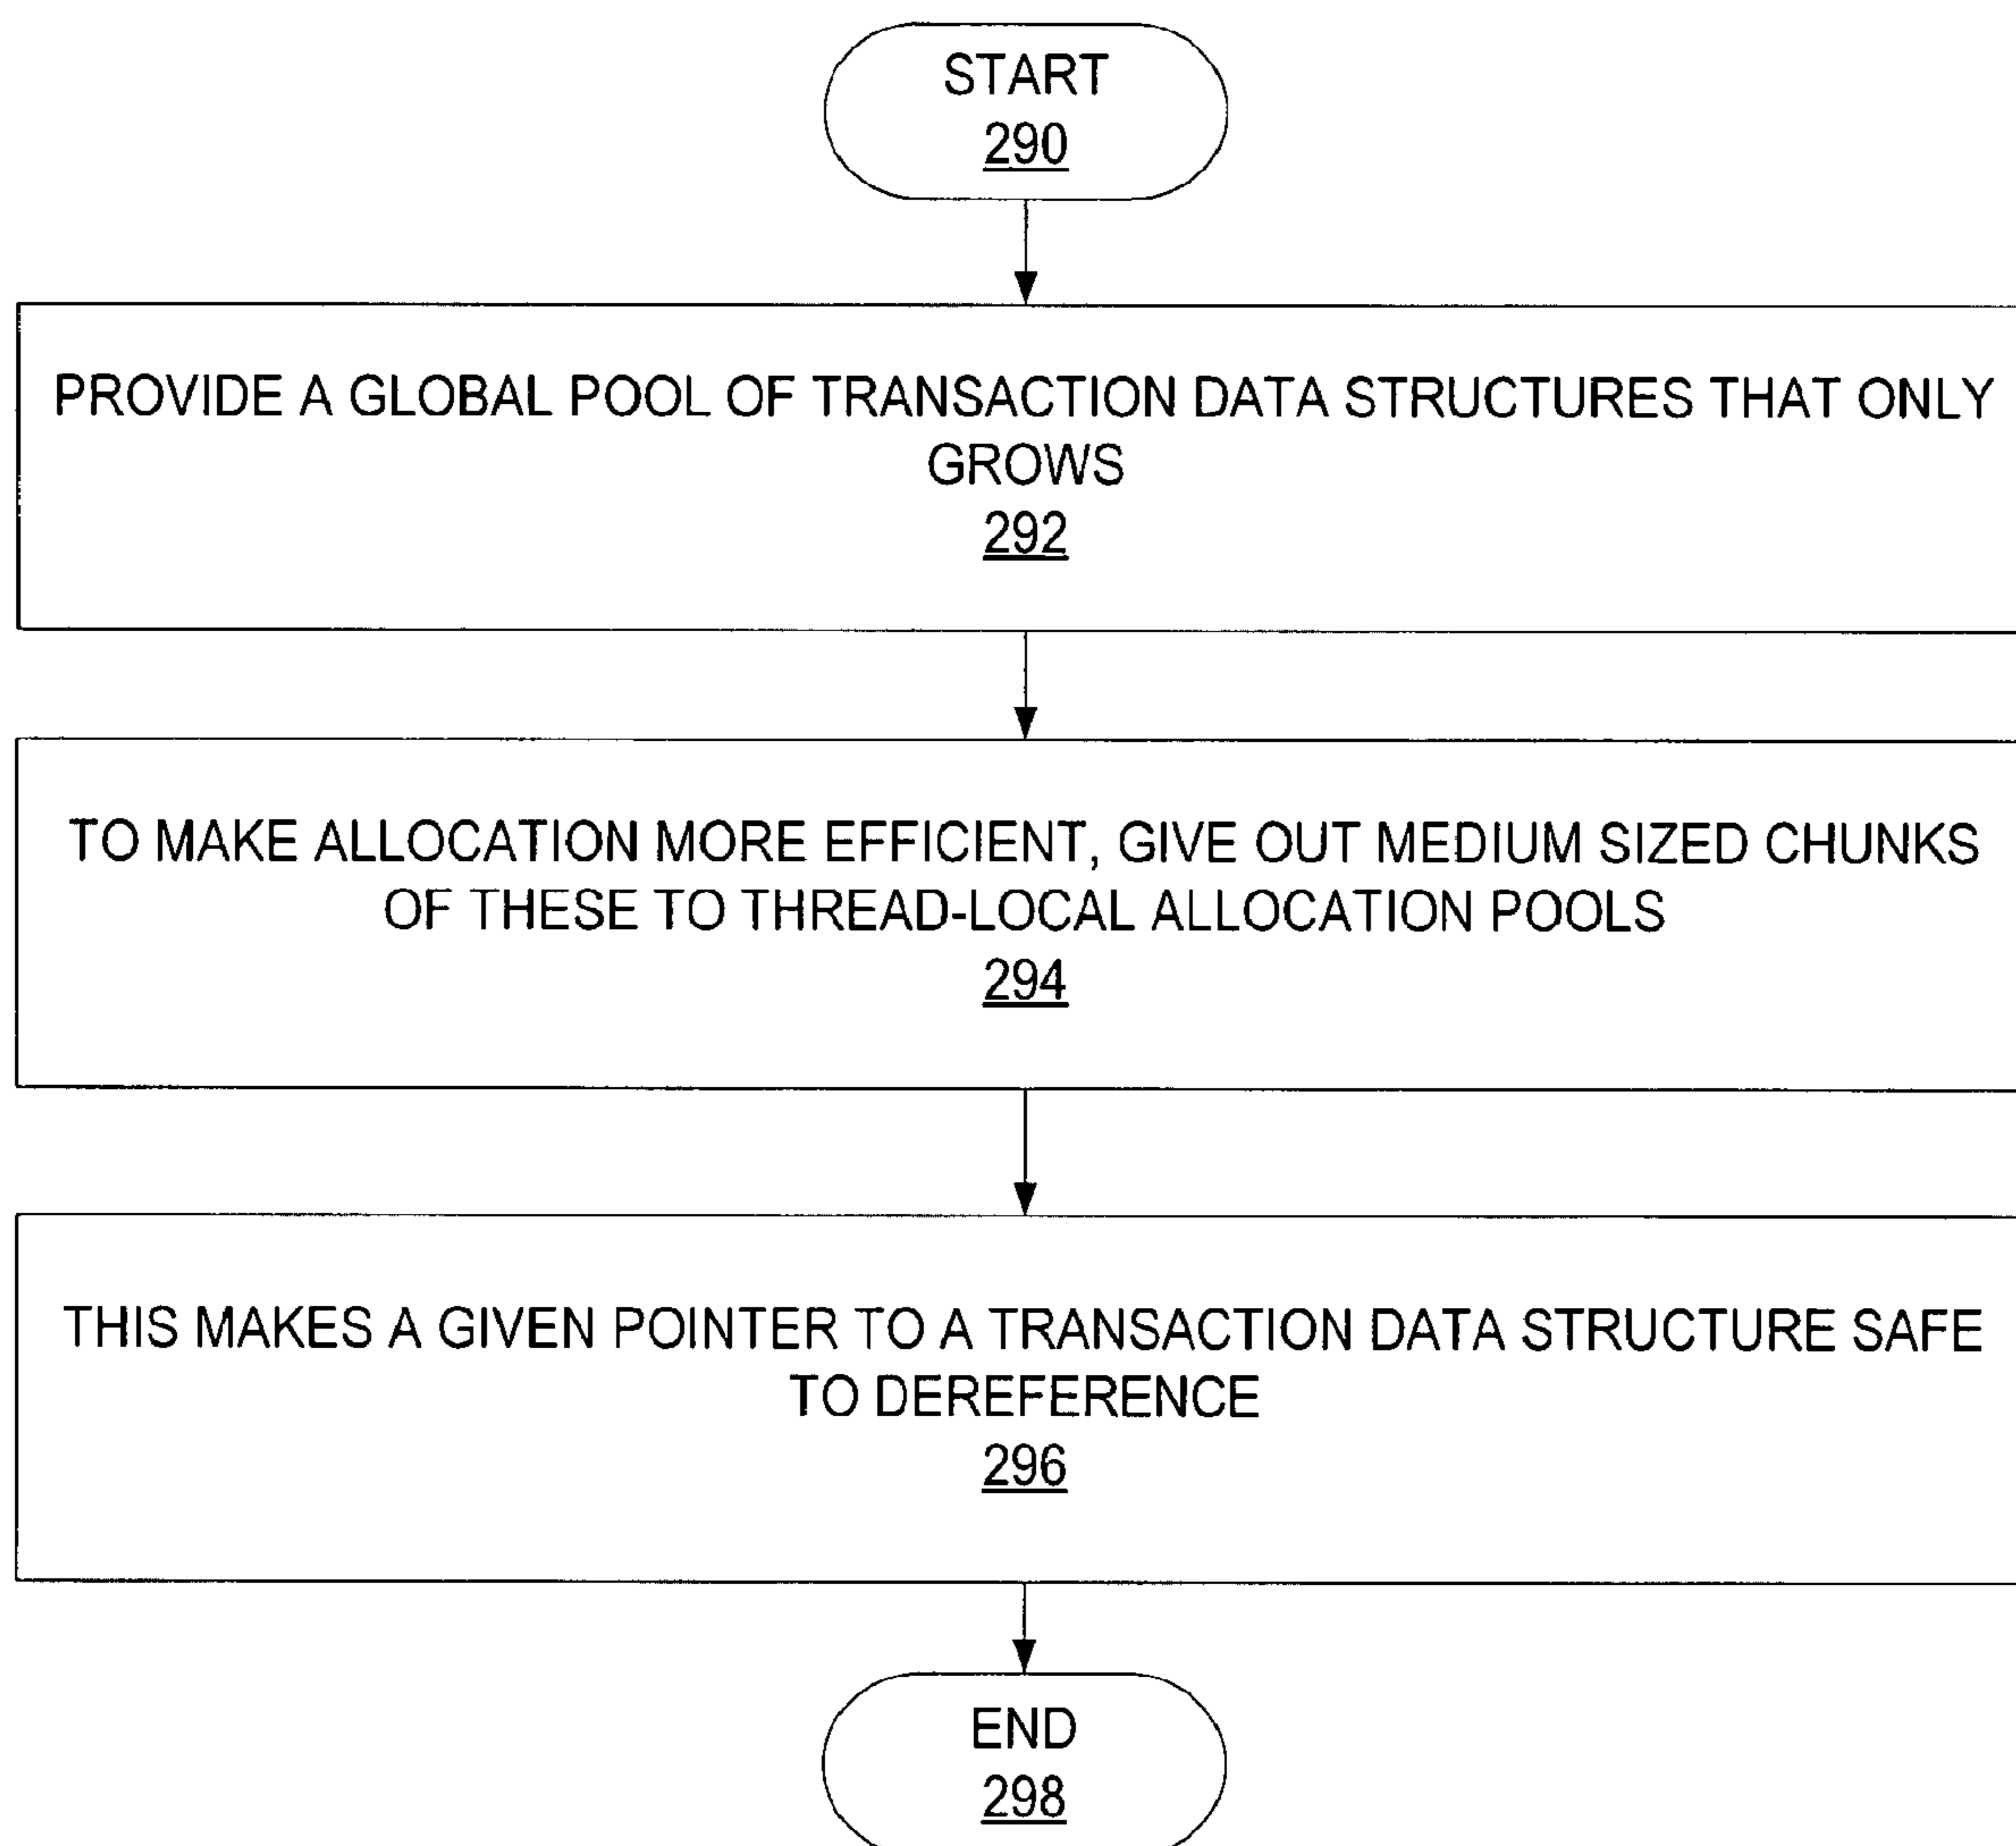 START
290
PROVIDE A GLOBAL POOL OF TRANSACTION DATA STRUCTURES THAT ONLY
GROWS
292
TO MAKE ALLOCATION MORE EFFICIENT, GIVE OUT MEDIUM SIZED CHUNKS
OF THESE TO THREAD-LOCAL ALLOCATION POOLS
294
THIS MAKES A GIVEN POINTER TO A TRANSACTION DATA STRUCTURE SAFE
TO DEREFERENCE
296
END
298